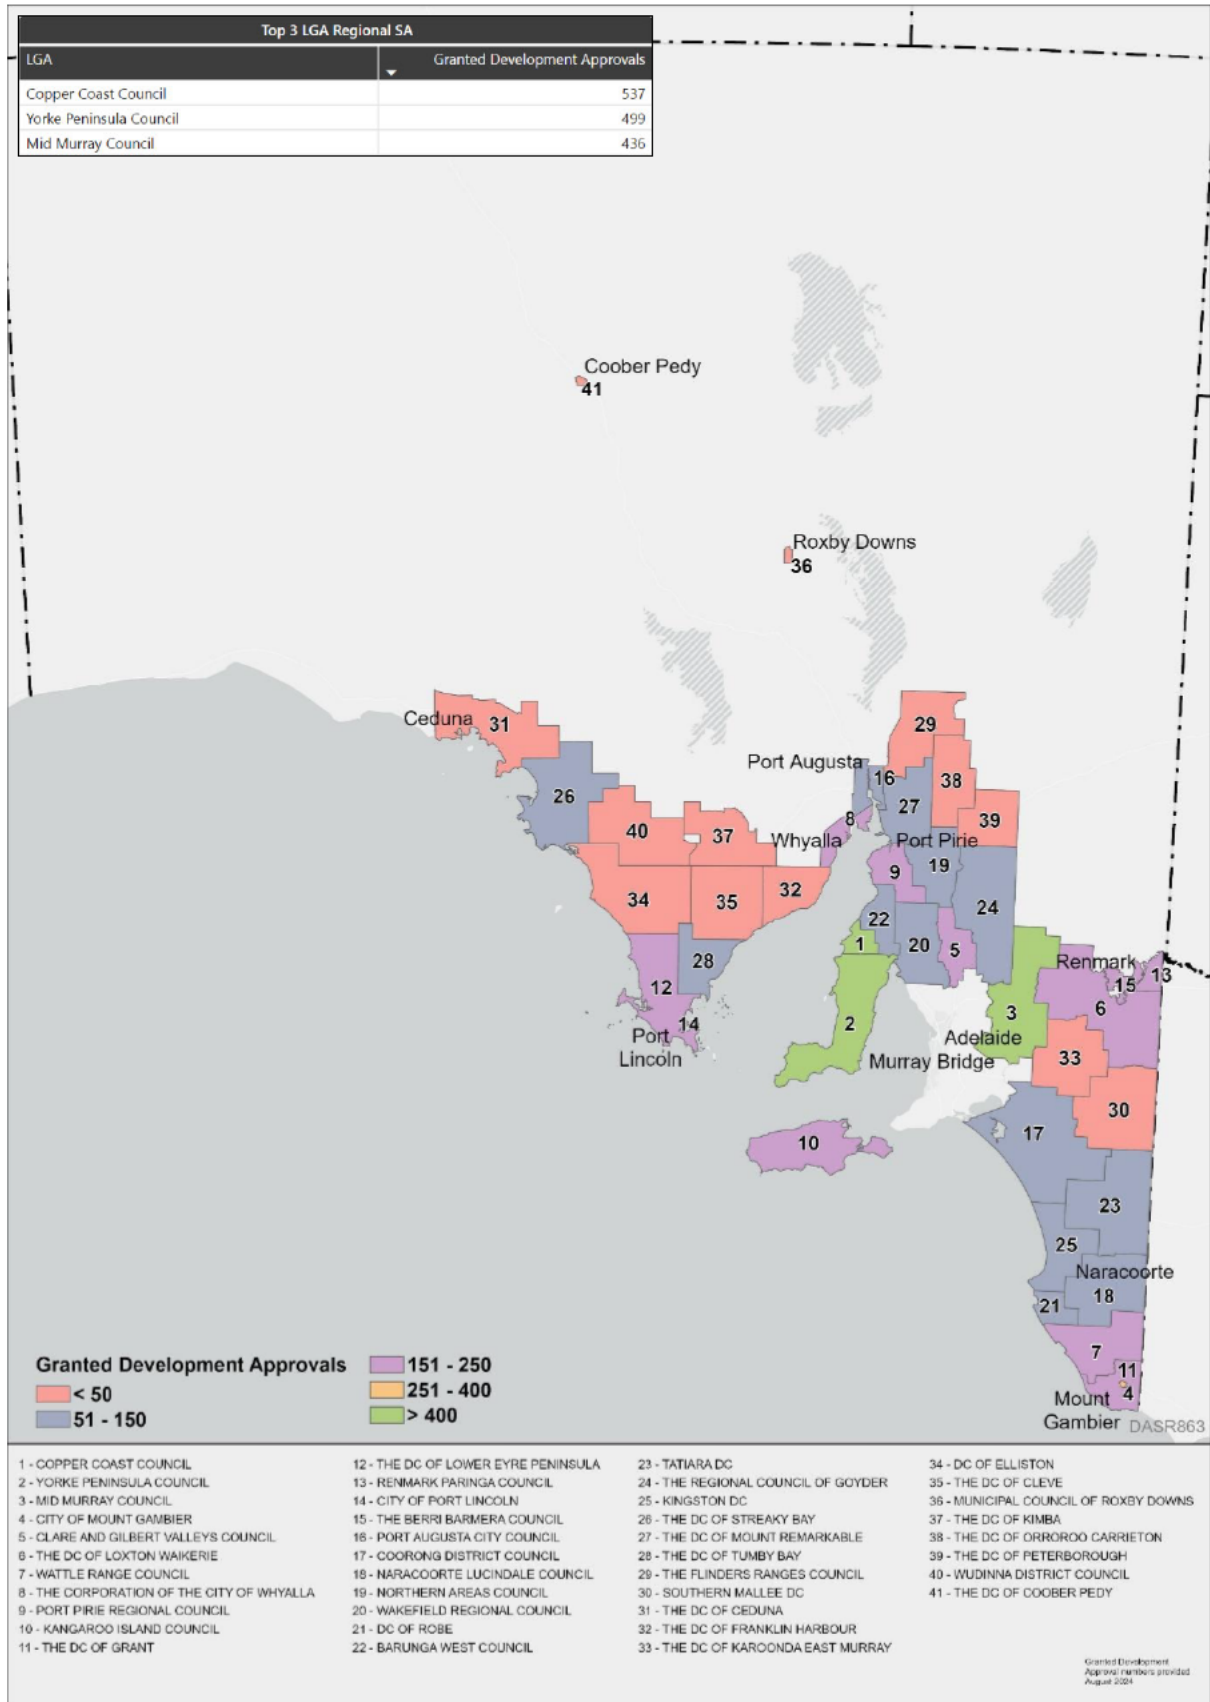 Top 3 LGA Regional SA
LGA Granted Development Approvals
Copper Coast Council 537
Yorke Peninsula Council 499
Mid Murray Council 436
Coober Pedy
41
Roxby Downs
36
Ceduna
31
29
Port Augusta
16
38
26
27
8
39
40
37
Whyalla
Port Pirie
19
9
34
35
32
24
22
1
20
5
28
Renmark
13
15
12
6
3
14
2
Port
Lincoln
Adelaide
Murray Bridge
33
30
17
10
23
25
Naracoorte
18
21
7
11
4
Mount
Gambier
DASR863
Granted Development Approvals
< 50
51 - 150
151 - 250
251 - 400
> 400
1 - COPPER COAST COUNCIL
2 - YORKE PENINSULA COUNCIL
3 - MID MURRAY COUNCIL
4 - CITY OF MOUNT GAMBIER
5 - CLARE AND GILBERT VALLEYS COUNCIL
6 - THE DC OF LOXTON WAIKERIE
7 - WATTLE RANGE COUNCIL
8 - THE CORPORATION OF THE CITY OF WHYALLA
9 - PORT PIRIE REGIONAL COUNCIL
10 - KANGAROO ISLAND COUNCIL
11 - THE DC OF GRANT
12 - THE DC OF LOWER EYRE PENINSULA
13 - RENMARK PARINGA COUNCIL
14 - CITY OF PORT LINCOLN
15 - THE BERRI BARMERA COUNCIL
16 - PORT AUGUSTA CITY COUNCIL
17 - COORONG DISTRICT COUNCIL
18 - NARACOORTE LUCINDALE COUNCIL
19 - NORTHERN AREAS COUNCIL
20 - WAKEFIELD REGIONAL COUNCIL
21 - DC OF ROBE
22 - BARUNGA WEST COUNCIL
23 - TATIARA DC
24 - THE REGIONAL COUNCIL OF GOYDER
25 - KINGSTON DC
26 - THE DC OF STREAKY BAY
27 - THE DC OF MOUNT REMARKABLE
28 - THE DC OF TUMBY BAY
29 - THE FLINDERS RANGES COUNCIL
30 - SOUTHERN MALLEE DC
31 - THE DC OF CEDUNA
32 - THE DC OF FRANKLIN HARBOUR
33 - THE DC OF KAROONDA EAST MURRAY
34 - DC OF ELLISTON
35 - THE DC OF CLEVE
36 - MUNICIPAL COUNCIL OF ROXBY DOWNS
37 - THE DC OF KIMBA
38 - THE DC OF ORROROO CARRIETON
39 - THE DC OF PETERBOROUGH
40 - WUDINNA DISTRICT COUNCIL
41 - THE DC OF COOBER PEDY
Granted Development
Approval numbers provided
August 2024